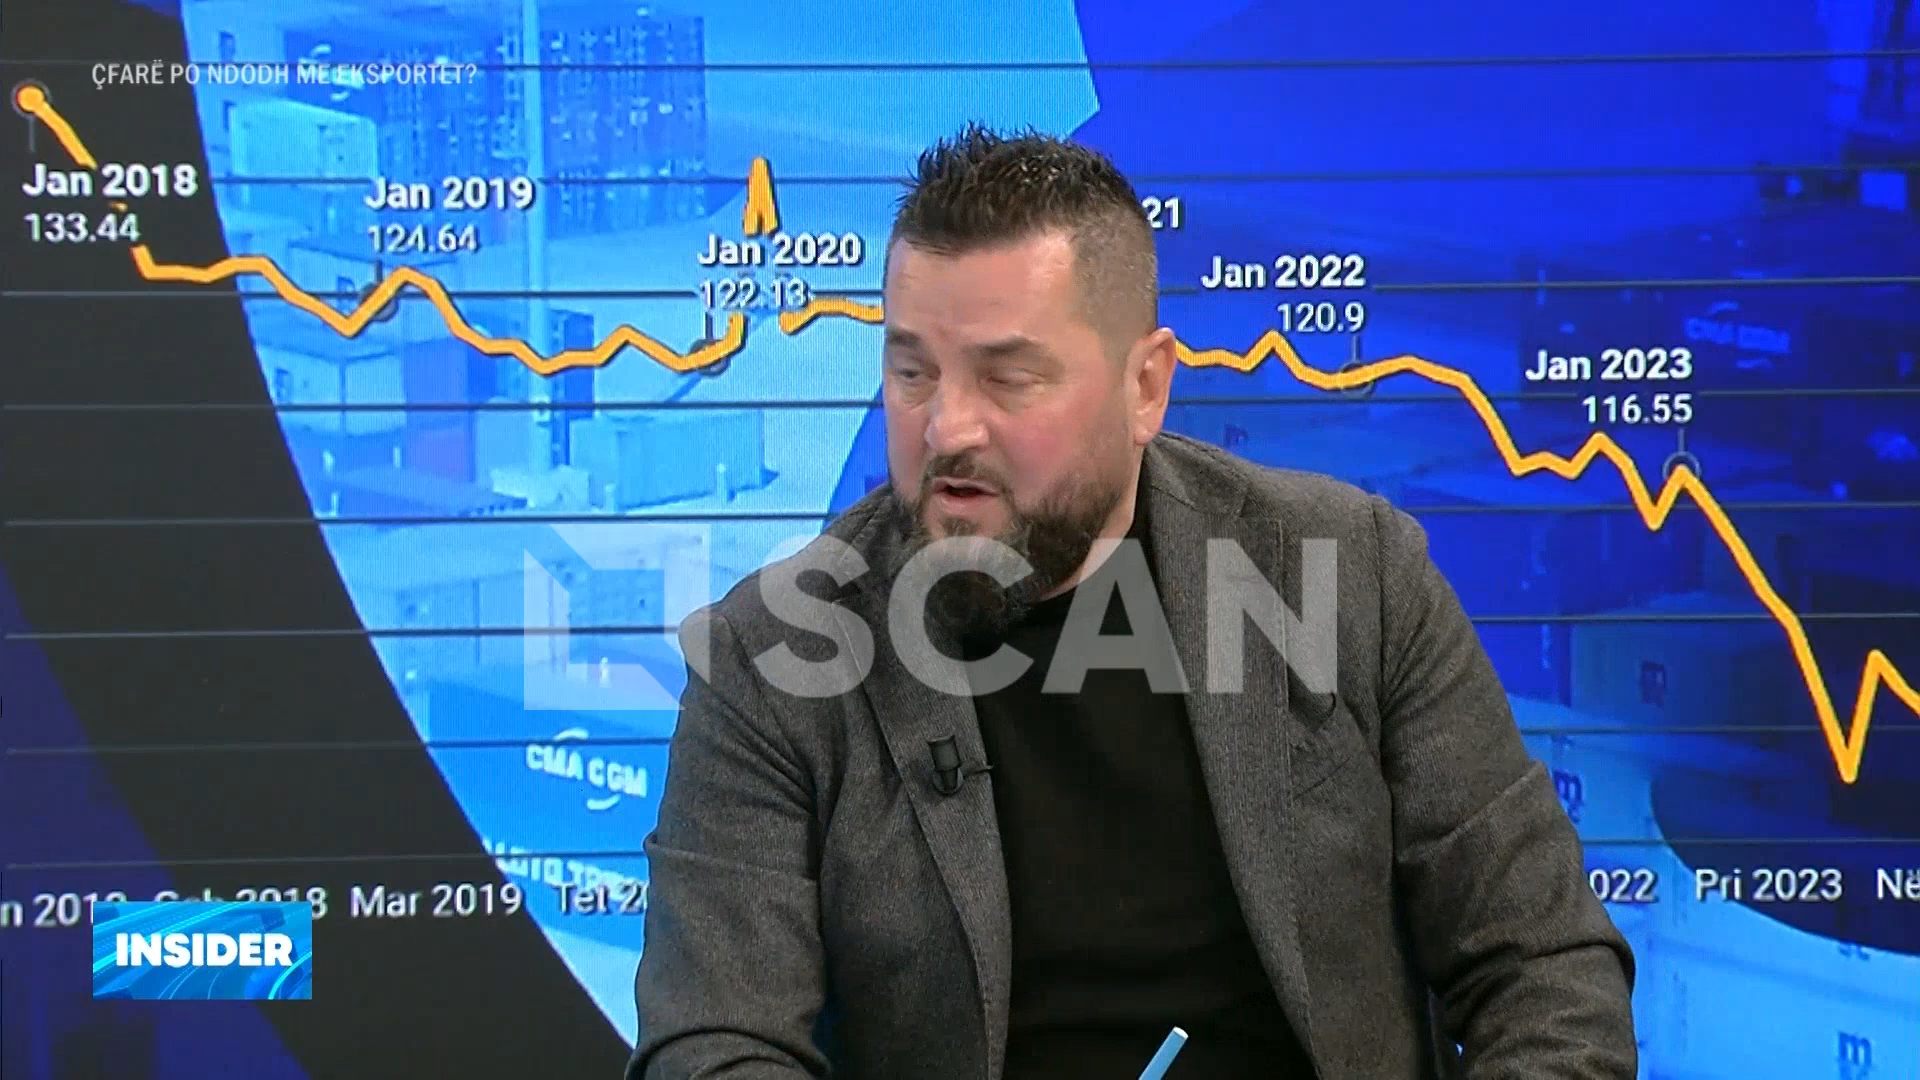 ÇFARË PO NDODH ME EKSPORTET?
Jan 2018
133.44
Jan 2019
124.64
Jan 2020
122.13
21
Jan 2022
120.9
Jan 2023
116.55
SCAN
CMA CGM
Mar 2019
2022
Pri 2023
INSIDER